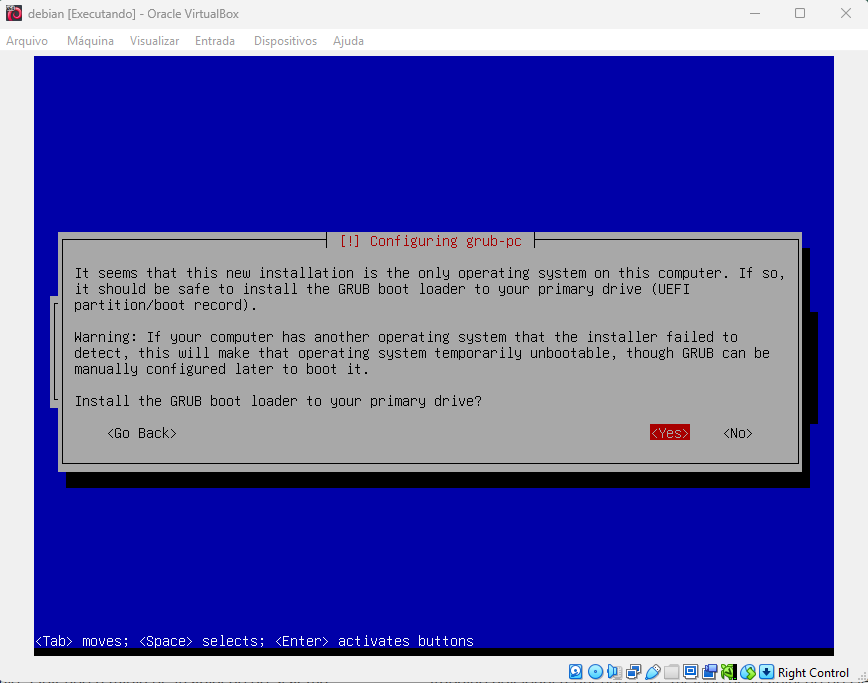 debian [Executando] - Oracle VirtualBox
Arquivo Máquina Visualizar Entrada Dispositivos Ajuda
[!] Configuring grub-pc
It seems that this new installation is the only operating system on this computer. If so,
it should be safe to install the GRUB boot loader to your primary drive (UEFI
partition/boot record).
Warning: If your computer has another operating system that the installer failed to
detect, this will make that operating system temporarily unbootable, though GRUB can be
manually configured later to boot it.
Install the GRUB boot loader to your primary drive?
<Go Back> <Yes> <No>
<Tab> moves; <Space> selects; <Enter> activates buttons
Right Control